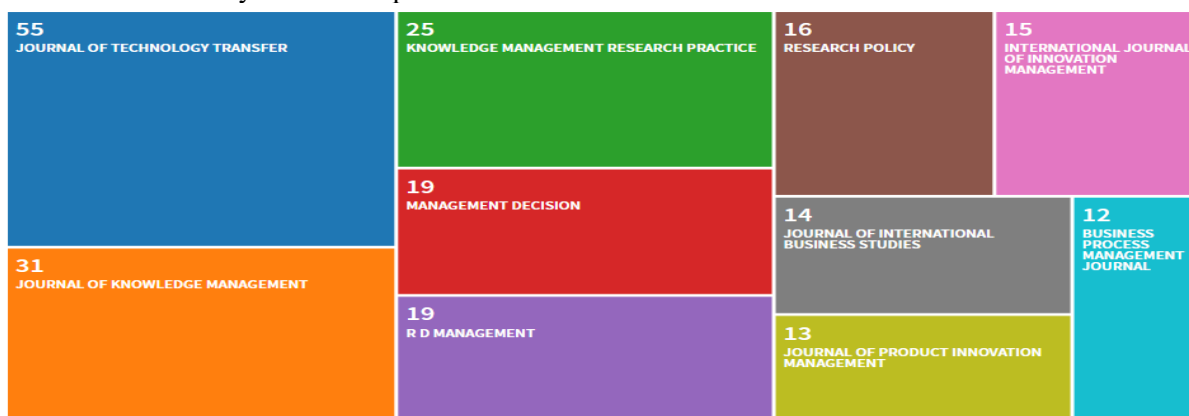 55
JOURNAL OF TECHNOLOGY TRANSFER
31
JOURNAL OF KNOWLEDGE MANAGEMENT
25
KNOWLEDGE MANAGEMENT RESEARCH PRACTICE
19
MANAGEMENT DECISION
19
R D MANAGEMENT
16
RESEARCH POLICY
15
INTERNATIONAL JOURNAL
OF INNOVATION
MANAGEMENT
14
JOURNAL OF INTERNATIONAL
BUSINESS STUDIES
13
JOURNAL OF PRODUCT INNOVATION
MANAGEMENT
12
BUSINESS
PROCESS
MANAGEMENT
JOURNAL